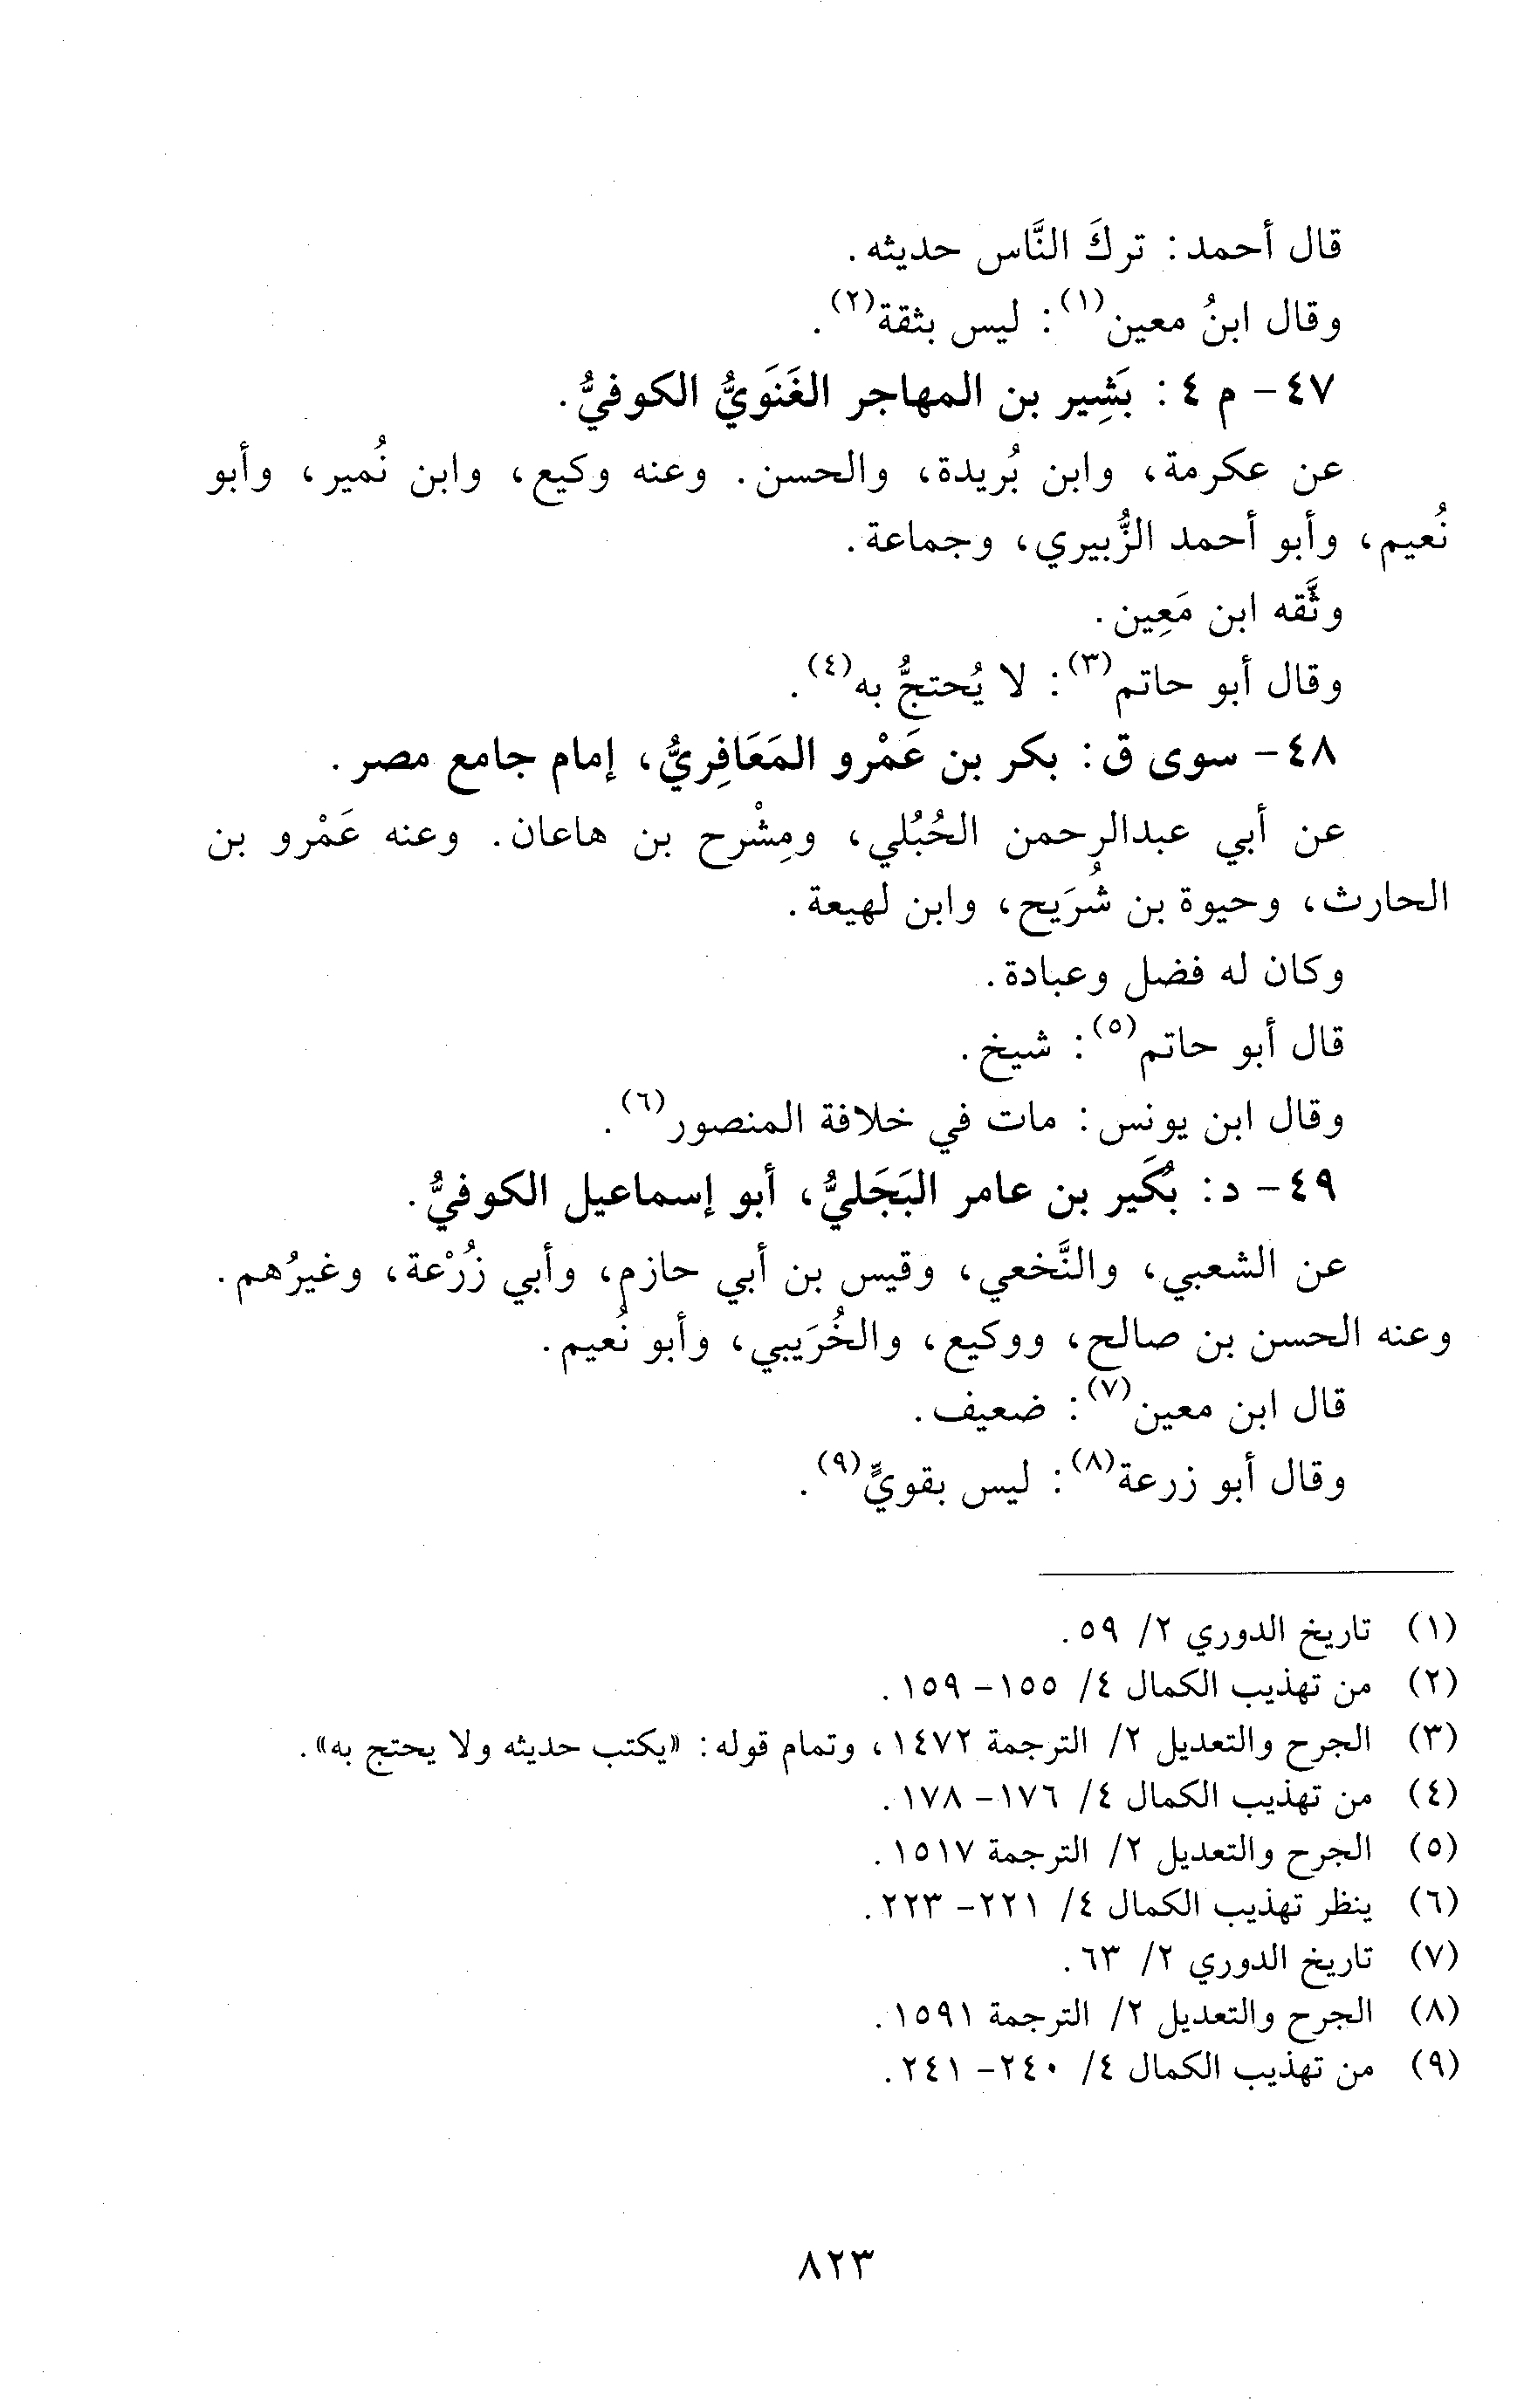 قال أحمد: تركَ النَّاس حديثه.
وقال ابنُ معين(١): ليس بثقة(٢).
٤٧- م ٤: بَشِير بن المهاجر الغَنَويُّ الكوفيُّ.
عن عكرمة، وابن بُريدة، والحسن. وعنه وكيع، وابن نُمير، وأبو
نُعيم، وأبو أحمد الزُّبيري، وجماعة.
وثَّقه ابن مَعِين.
وقال أبو حاتم(٣): لا يُحتجُّ به(٤).
٤٨- سوى ق: بكر بن عَمْرو المَعَافِريُّ، إمام جامع مصر.
عن أبي عبدالرحمن الحُبُلي، ومِشْرح بن هاعان. وعنه عَمْرو بن
الحارث، وحيوة بن شُرَيح، وابن لهيعة.
وكان له فضل وعبادة.
قال أبو حاتم(٥): شيخ.
وقال ابن يونس: مات في خلافة المنصور(٦).
٤٩- د: بُكَير بن عامر البَجَليُّ، أبو إسماعيل الكوفيُّ.
عن الشعبي، والنَّخعي، وقيس بن أبي حازم، وأبي زُرْعة، وغيرُهم.
وعنه الحسن بن صالح، ووكيع، والخُرَيبي، وأبو نُعيم.
قال ابن معين(٧): ضعيف.
وقال أبو زرعة(٨): ليس بقويٍّ(٩).
(١) تاريخ الدوري ٢/ ٥٩.
(٢) من تهذيب الكمال ٤/ ١٥٥- ١٥٩.
(٣) الجرح والتعديل ٢/ الترجمة ١٤٧٢، وتمام قوله: «يكتب حديثه ولا يحتج به».
(٤) من تهذيب الكمال ٤/ ١٧٦- ١٧٨.
(٥) الجرح والتعديل ٢/ الترجمة ١٥١٧.
(٦) ينظر تهذيب الكمال ٤/ ٢٢١- ٢٢٣.
(٧) تاريخ الدوري ٢/ ٦٣.
(٨) الجرح والتعديل ٢/ الترجمة ١٥٩١.
(٩) من تهذيب الكمال ٤/ ٢٤٠- ٢٤١.
٨٢٣